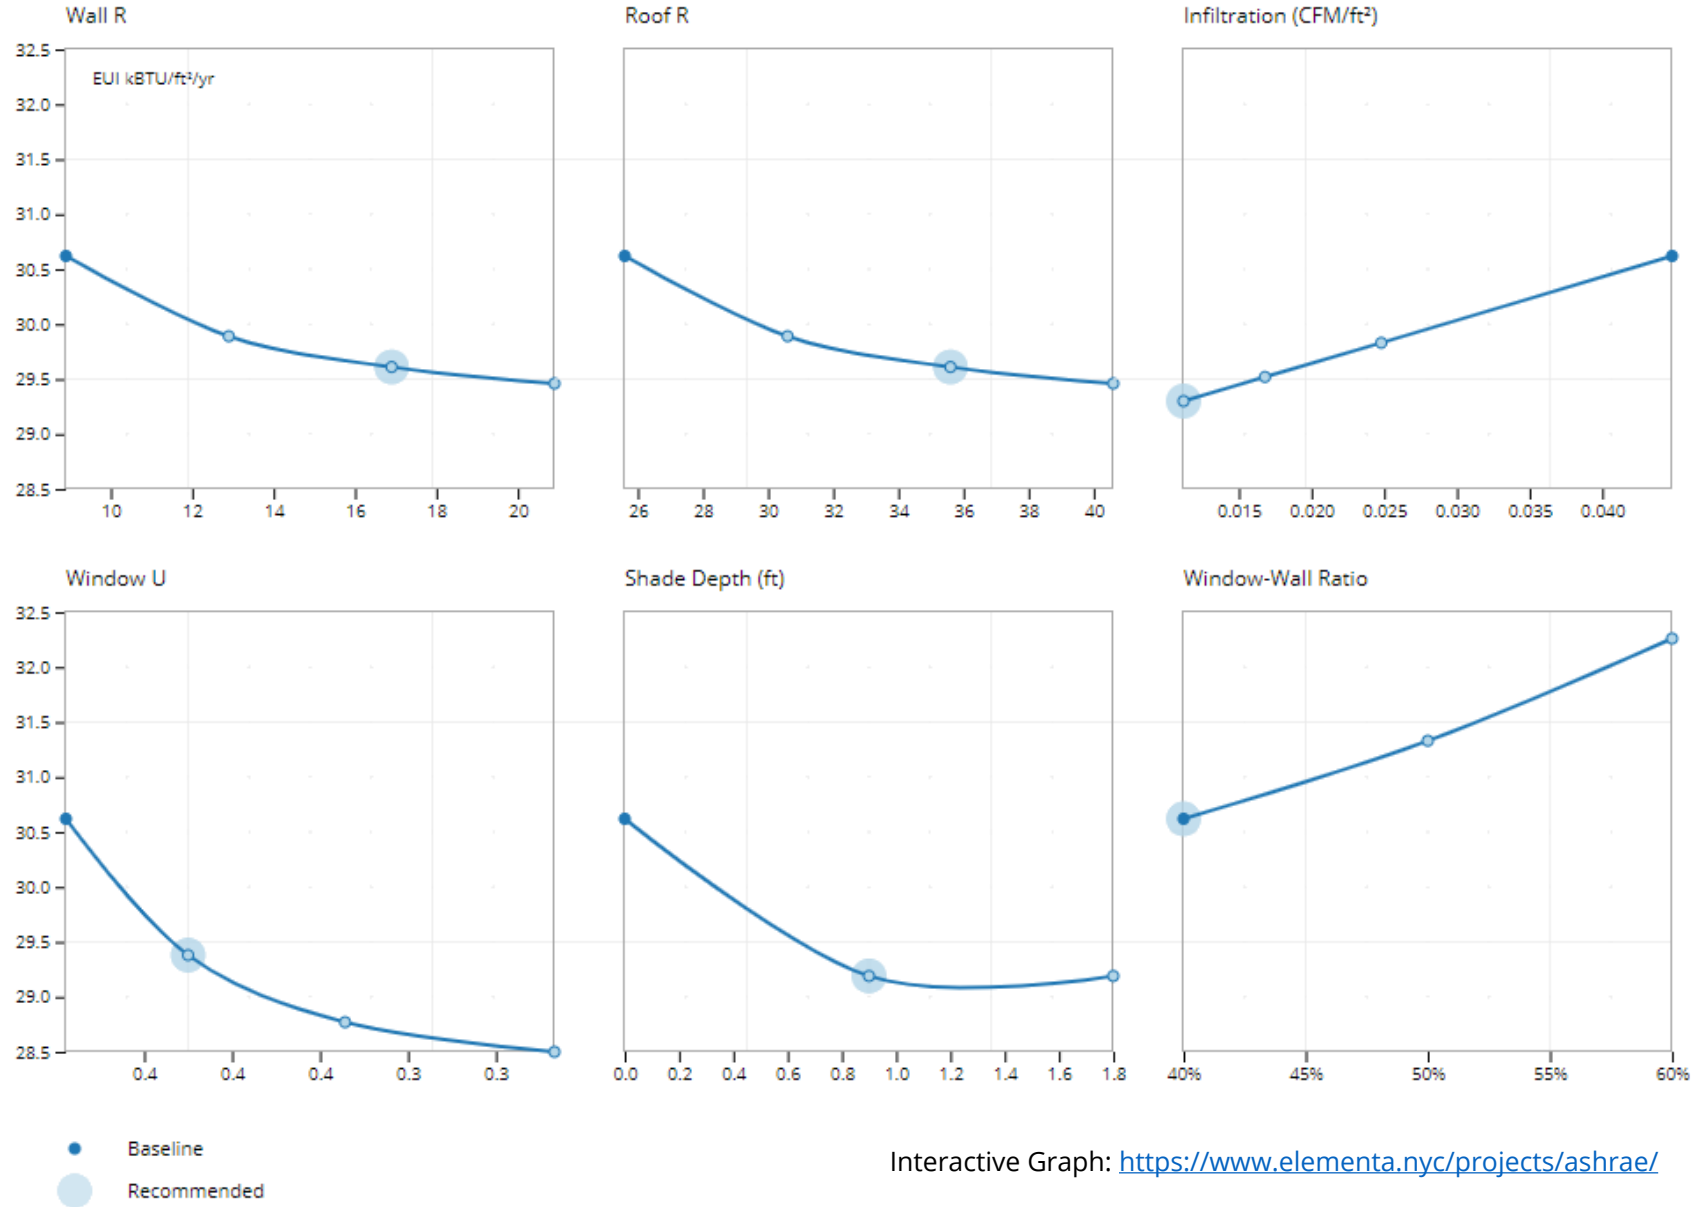 Wall R
Roof R
Infiltration (CFM/ft²)
EUI kBTU/ft²/yr
32.5
32.0
31.5
31.0
30.5
30.0
29.5
29.0
28.5
10 12 14 16 18 20
26 28 30 32 34 36 38 40
0.015 0.020 0.025 0.030 0.035 0.040
Window U
Shade Depth (ft)
Window-Wall Ratio
32.5
32.0
31.5
31.0
30.5
30.0
29.5
29.0
28.5
0.4 0.4 0.4 0.3 0.3
0.0 0.2 0.4 0.6 0.8 1.0 1.2 1.4 1.6 1.8
40% 45% 50% 55% 60%
Baseline
Recommended
Interactive Graph: https://www.elementa.nyc/projects/ashrae/